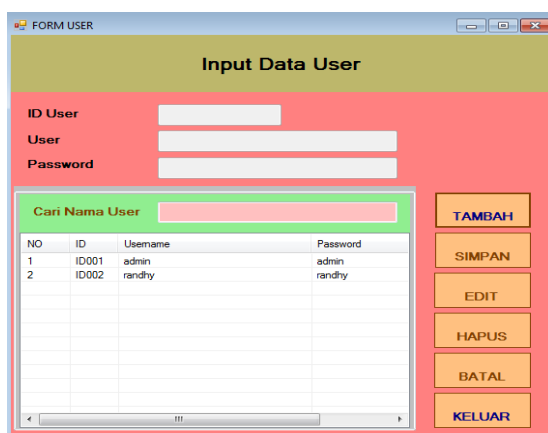 FORM USER
Input Data User
ID User
User
Password
Cari Nama User
NO ID Username Password
1 ID001 admin admin
2 ID002 randhy randhy
TAMBAH
SIMPAN
EDIT
HAPUS
BATAL
KELUAR